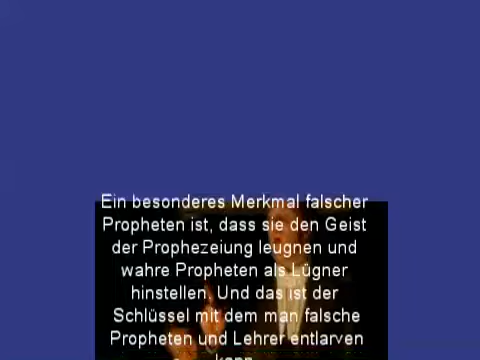 Ein besonderes Merkmal falscher
Propheten ist, dass sie den Geist
der Prophezeiung leugnen und
wahre Propheten als Lügner
hinstellen. Und das ist der
Schlüssel mit dem man falsche
Propheten und Lehrer entlarven
kann